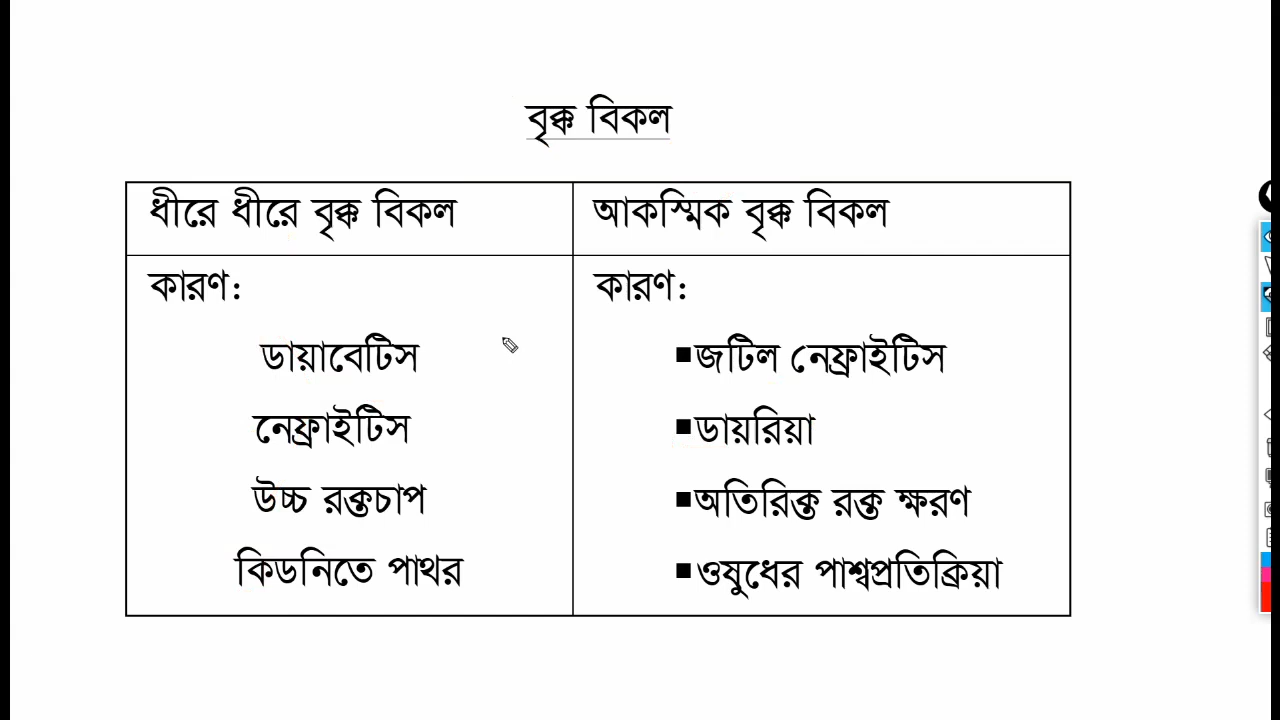 বৃক্ক বিকল
ধীরে ধীরে বৃক্ক বিকল
আকস্মিক বৃক্ক বিকল
কারণ:
ডায়াবেটিস
নেফ্রাইটিস
উচ্চ রক্তচাপ
কিডনিতে পাথর
কারণ:
▪জটিল নেফ্রাইটিস
▪ডায়রিয়া
▪অতিরিক্ত রক্ত ক্ষরণ
▪ওষুধের পাশ্বপ্রতিক্রিয়া